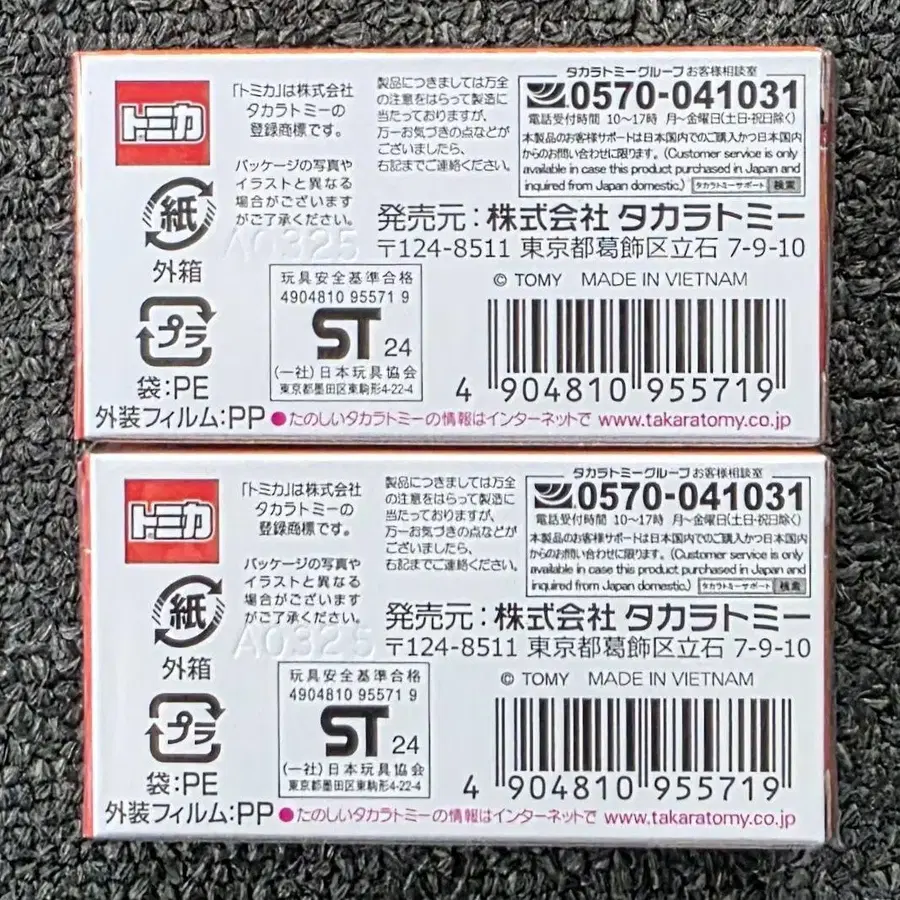 トミカ
「トミカ」は株式会社
タカラトミーの
登録商標です。
パッケージの写真や
イラストと異なる
場合がございます
がご了承ください。
製品につきましては万全
の注意をはらって製造に
当たっておりますが、
万一お気づきの点などが
ございましたら、
右記までご連絡ください。
タカラトミーグループ お客様相談室
0570-041031
電話受付時間 10〜17時 月〜金曜日(土日・祝日除く)
本製品のお客様サポートは日本国内でのご購入かつ日本国内
からのお問い合わせに限ります。(Customer service is only
available in case this product purchased in Japan and
inquired from Japan domestic.) タカラトミーサポート 検索
発売元：株式会社 タカラトミー
〒124-8511 東京都葛飾区立石 7-9-10
© TOMY MADE IN VIETNAM
A0325
紙
外箱
プラ
袋：PE
外装フィルム：PP
玩具安全基準合格
4904810 95571 9
ST 24
(一社)日本玩具協会
東京都墨田区東駒形4-22-4
4 904810 955719
●たのしいタカラトミーの情報はインターネットで www.takaratomy.co.jp
トミカ
「トミカ」は株式会社
タカラトミーの
登録商標です。
パッケージの写真や
イラストと異なる
場合がございます
がご了承ください。
製品につきましては万全
の注意をはらって製造に
当たっておりますが、
万一お気づきの点などが
ございましたら、
右記までご連絡ください。
タカラトミーグループ お客様相談室
0570-041031
電話受付時間 10〜17時 月〜金曜日(土日・祝日除く)
本製品のお客様サポートは日本国内でのご購入かつ日本国内
からのお問い合わせに限ります。(Customer service is only
available in case this product purchased in Japan and
inquired from Japan domestic.) タカラトミーサポート 検索
発売元：株式会社 タカラトミー
〒124-8511 東京都葛飾区立石 7-9-10
© TOMY MADE IN VIETNAM
A0325
紙
外箱
プラ
袋：PE
外装フィルム：PP
玩具安全基準合格
4904810 95571 9
ST 24
(一社)日本玩具協会
東京都墨田区東駒形4-22-4
4 904810 955719
●たのしいタカラトミーの情報はインターネットで www.takaratomy.co.jp